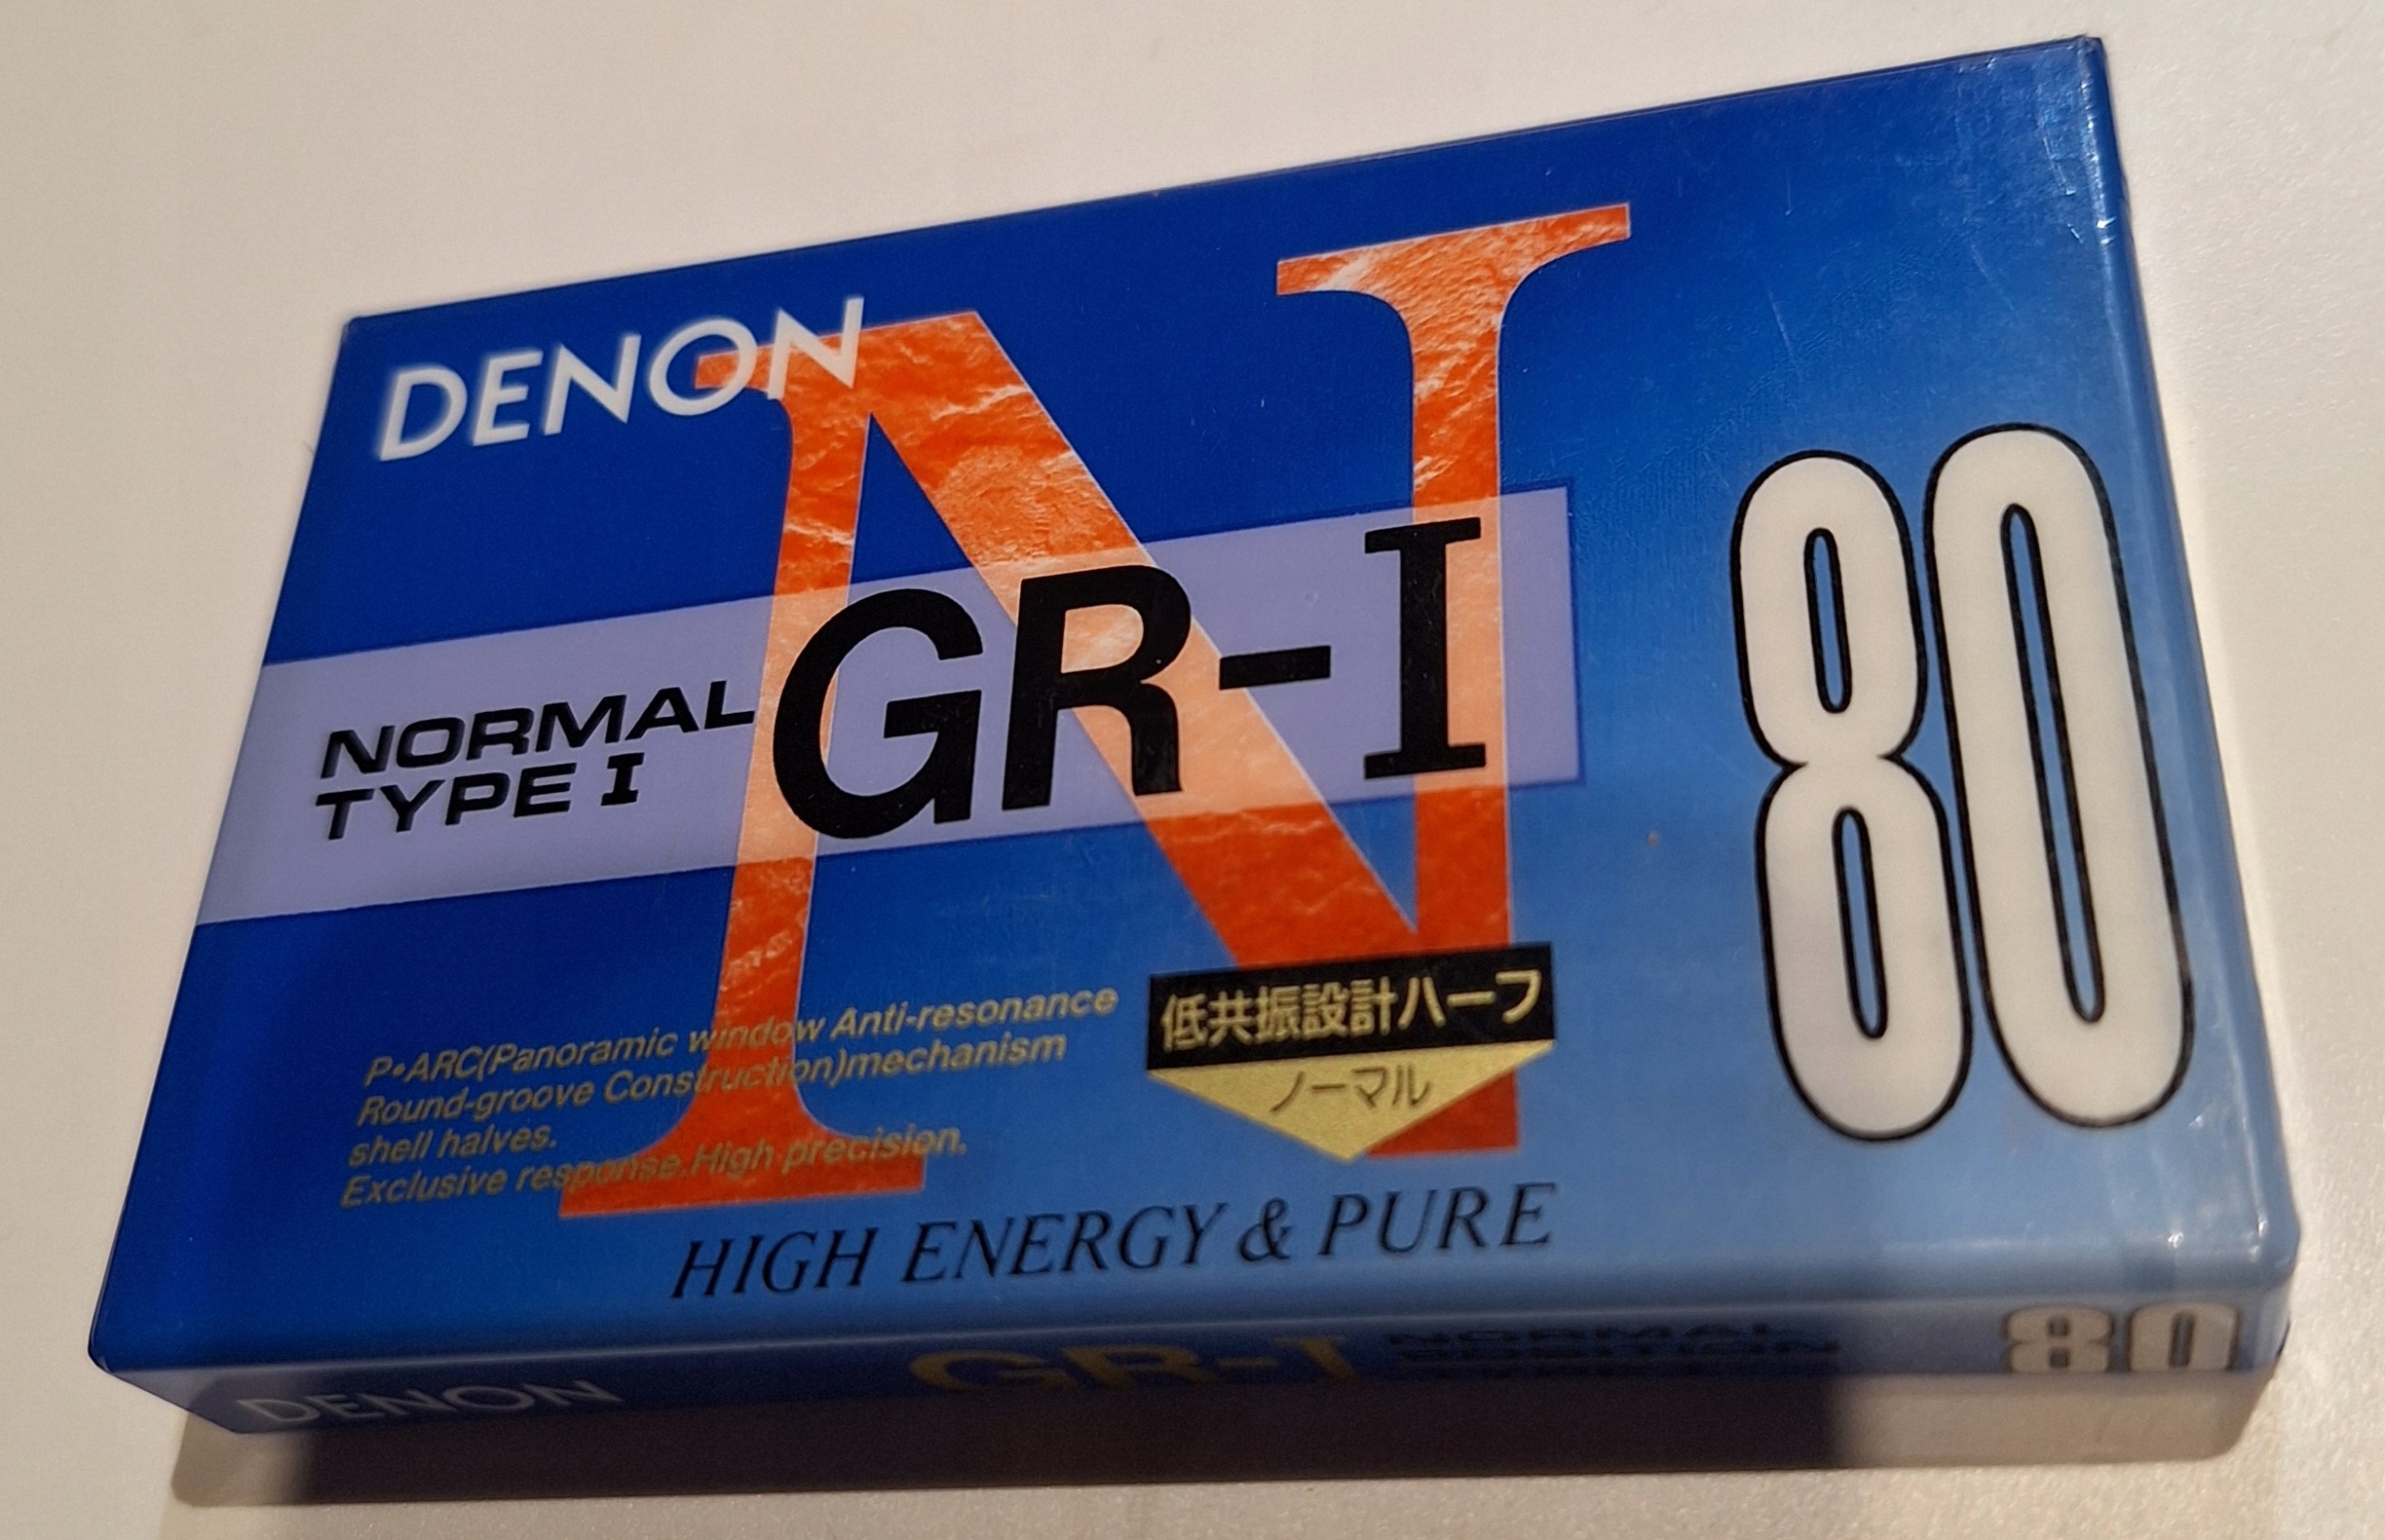 DENON
N
NORMAL
TYPE I
GR-I
80
P•ARC(Panoramic window Anti-resonance
Round-groove Construction)mechanism
shell halves.
Exclusive response.High precision.
低共振設計ハーフ
ノーマル
HIGH ENERGY & PURE
DENON
GR-I
NORMAL
POSITION
80